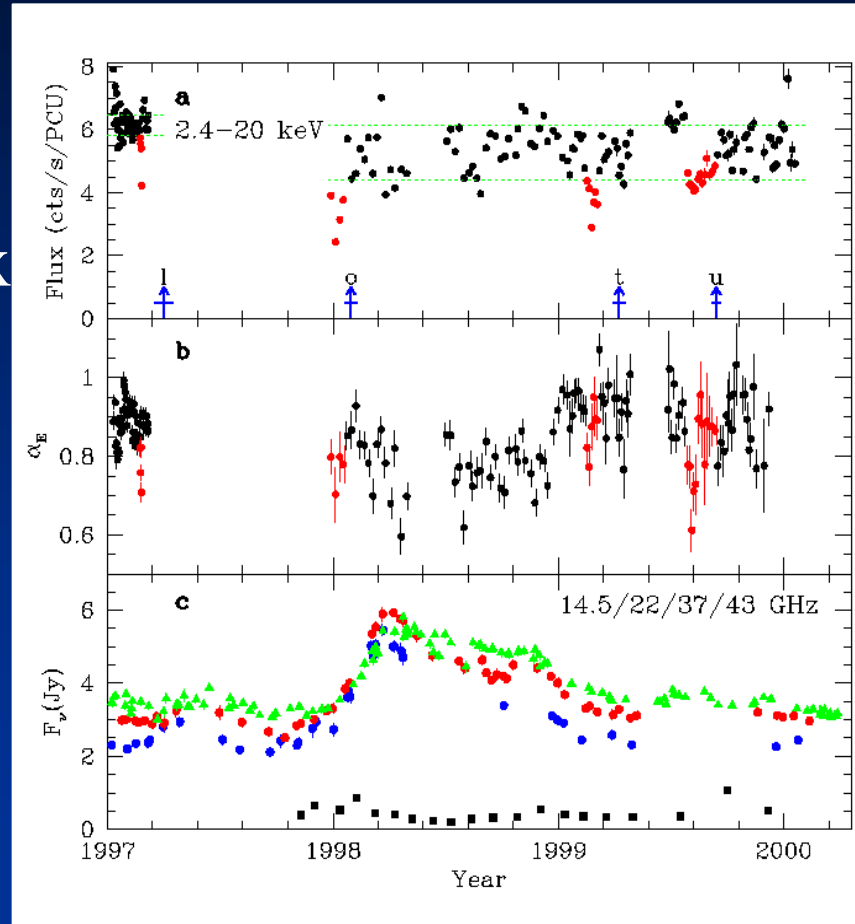 8
6
4
2
0
Flux (cts/s/PCU)
a
2.4–20 keV
l
o
t
u
1
0.8
0.6
α_E
b
6
4
2
0
F_ν(Jy)
c
14.5/22/37/43 GHz
1997
1998
1999
2000
Year